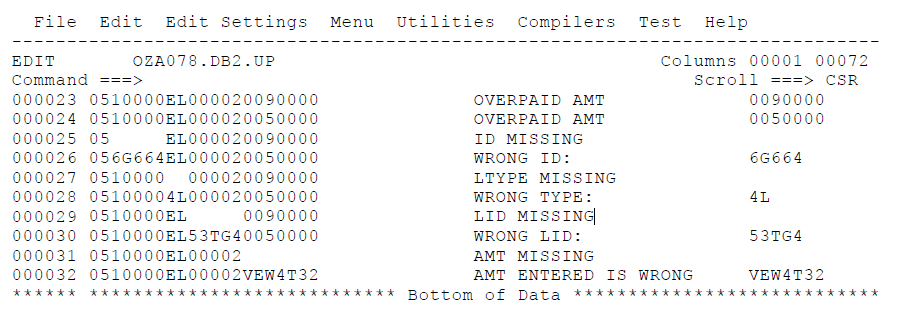 File  Edit  Edit Settings  Menu  Utilities  Compilers  Test  Help
-------------------------------------------------------------------------------
EDIT       OZA078.DB2.UP                                 Columns 00001 00072
Command ===>                                                Scroll ===> CSR
000023 0510000EL000020090000              OVERPAID AMT             0090000
000024 0510000EL000020050000              OVERPAID AMT             0050000
000025 05     EL000020090000              ID MISSING
000026 056G664EL000020050000              WRONG ID:                6G664
000027 0510000  000020090000              LTYPE MISSING
000028 05100004L000020050000              WRONG TYPE:              4L
000029 0510000EL     0090000              LID MISSING
000030 0510000EL53TG40050000              WRONG LID:               53TG4
000031 0510000EL00002                     AMT MISSING
000032 0510000EL00002VEW4T32              AMT ENTERED IS WRONG     VEW4T32
****** **************************** Bottom of Data ****************************